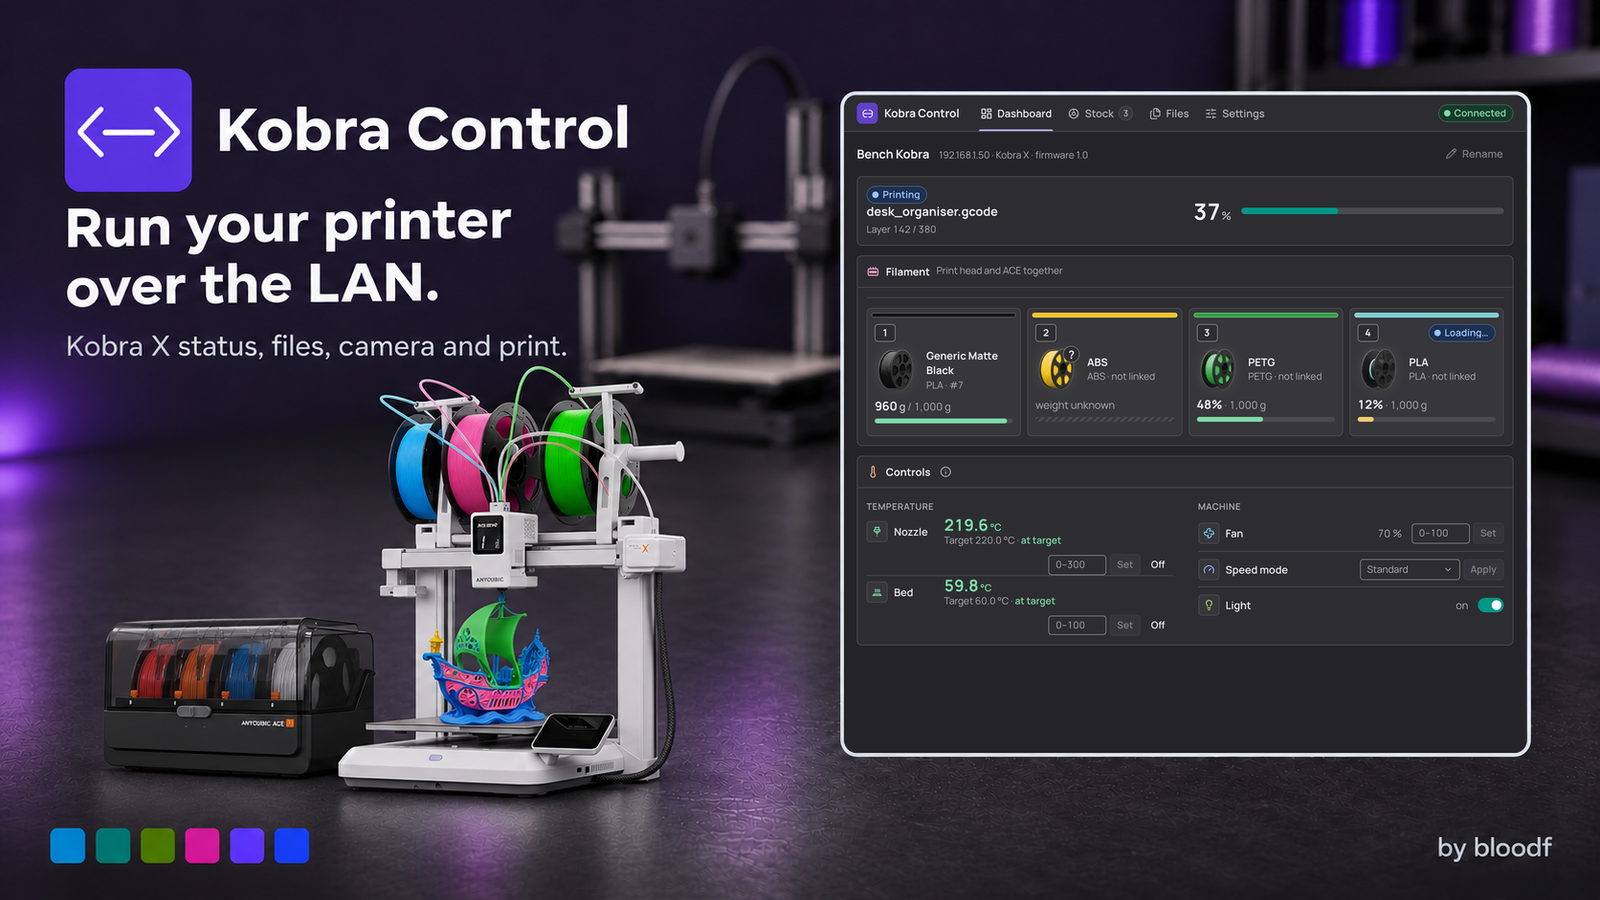 Kobra Control
Run your printer
over the LAN.
Kobra X status, files, camera and print.
ANYCUBIC
X
ANYCUBIC ACE
Kobra Control
Dashboard
Stock 3
Files
Settings
Connected
Bench Kobra 192.168.1.50 · Kobra X · firmware 1.0
Rename
Printing
desk_organiser.gcode
Layer 142 / 380
37%
Filament Print head and ACE together
1
Generic Matte
Black
PLA · #7
960 g / 1,000 g
2
?
ABS
ABS · not linked
weight unknown
3
PETG
PETG · not linked
48% · 1,000 g
4
Loading...
PLA
PLA · not linked
12% · 1,000 g
Controls
TEMPERATURE
Nozzle
219.6 °C
Target 220.0 °C · at target
0–300 Set Off
Bed
59.8 °C
Target 60.0 °C · at target
0–100 Set Off
MACHINE
Fan 70 % 0–100 Set
Speed mode Standard Apply
Light on
by bloodf